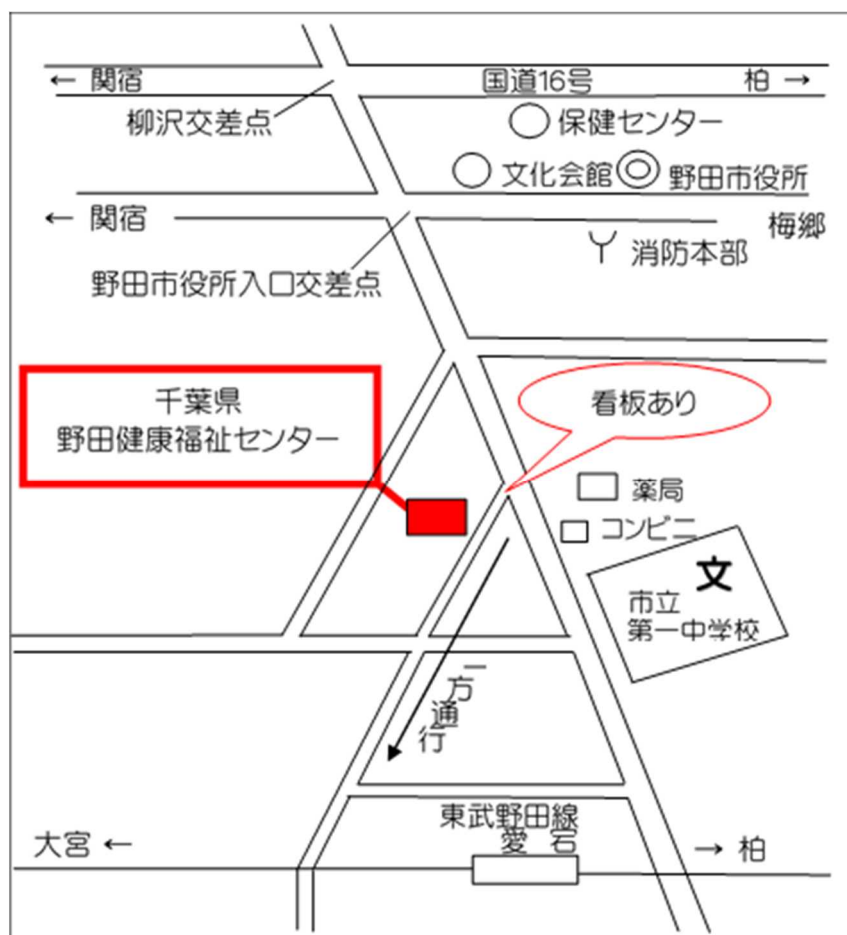 ← 関宿
国道16号
柏 →
柳沢交差点
保健センター
文化会館
野田市役所
← 関宿
梅郷
消防本部
野田市役所入口交差点
千葉県
野田健康福祉センター
看板あり
薬局
コンビニ
文
市立
第一中学校
一方通行
東武野田線
愛宕
大宮 ←
→ 柏